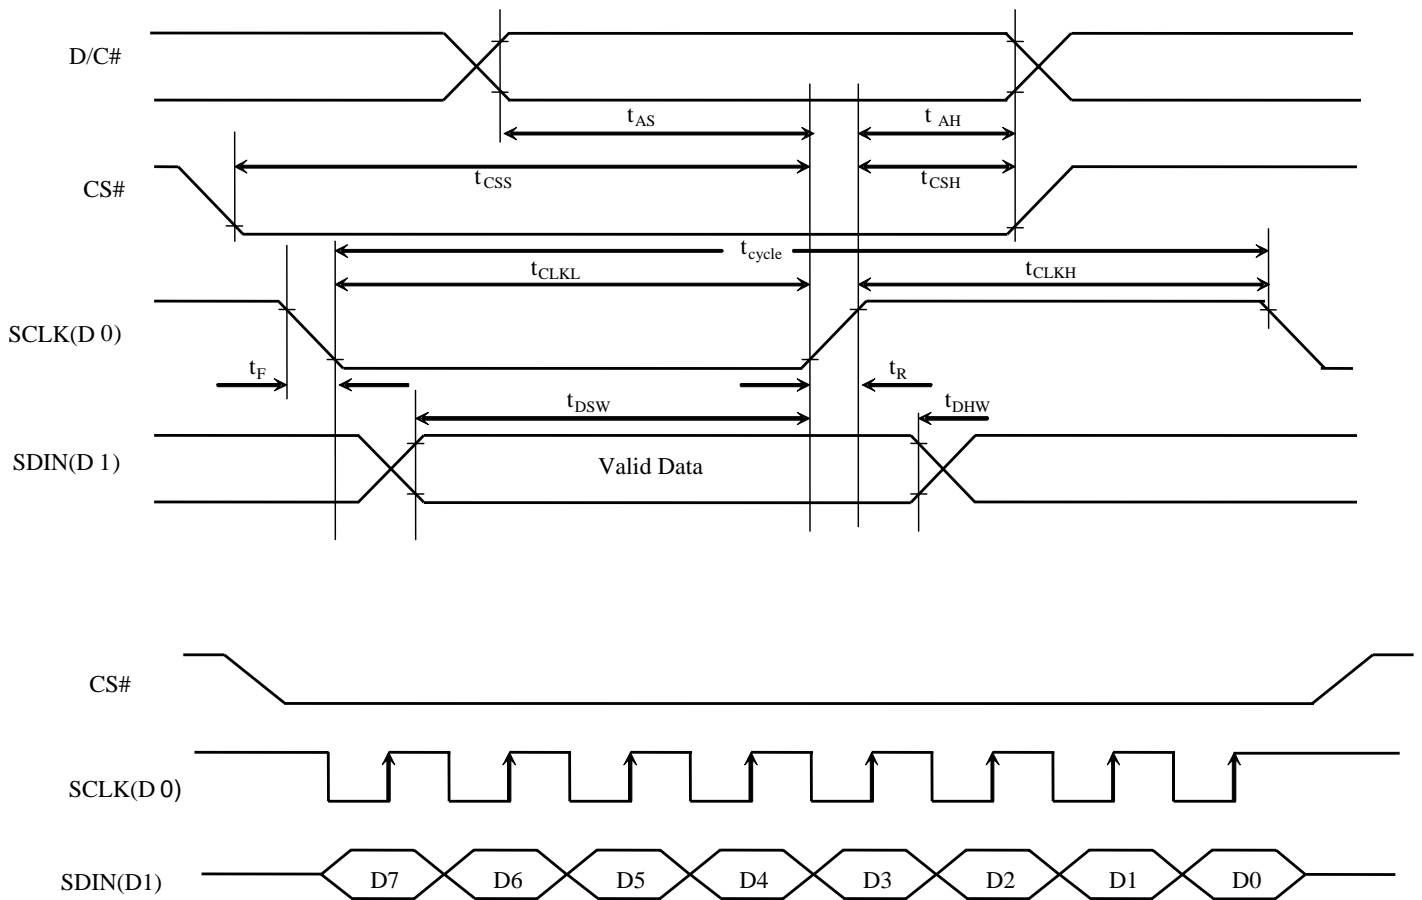 D/C#
tAS
t AH
CS#
tCSS
tCSH
tcycle
tCLKL
tCLKH
SCLK(D 0)
tF
tR
tDSW
tDHW
SDIN(D 1)
Valid Data
CS#
SCLK(D 0)
SDIN(D1)
D7 D6 D5 D4 D3 D2 D1 D0